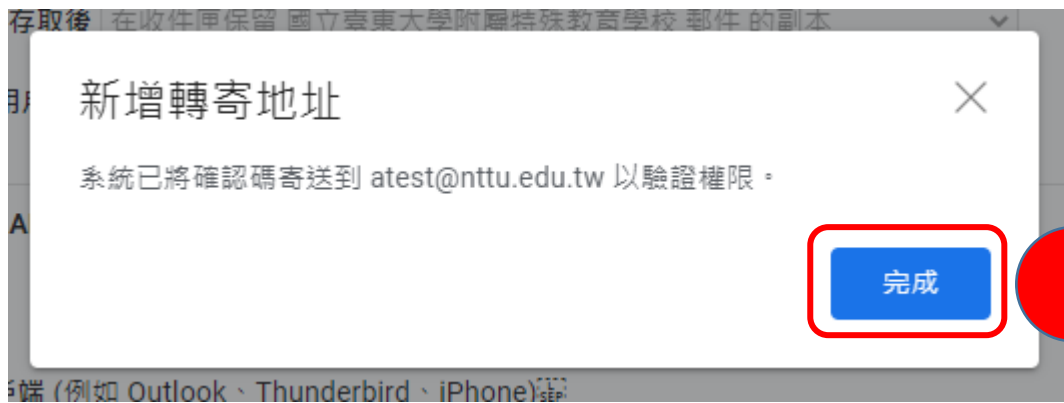 存取後 在收件匣保留 國立臺東大學附屬特殊教育學校 郵件 的副本
新增轉寄地址
系統已將確認碼寄送到 atest@nttu.edu.tw 以驗證權限。
完成
端 (例如 Outlook、Thunderbird、iPhone)